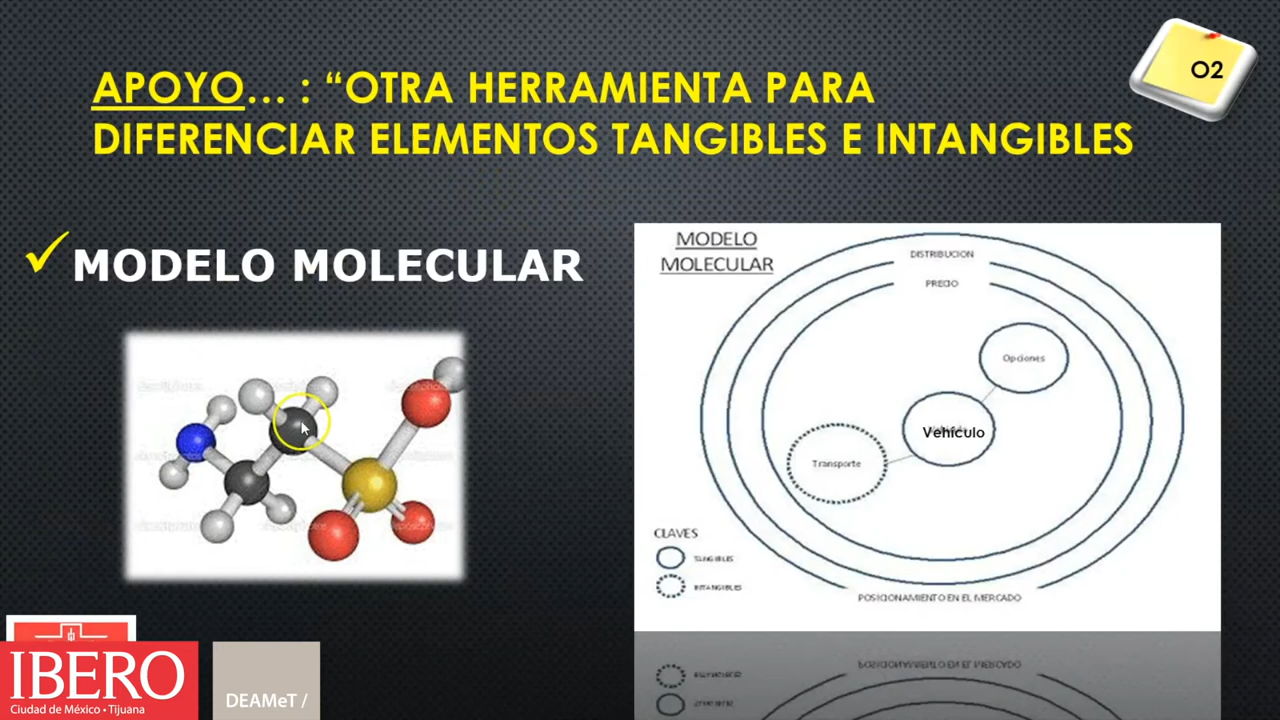 APOYO... : “OTRA HERRAMIENTA PARA
DIFERENCIAR ELEMENTOS TANGIBLES E INTANGIBLES
O2
✓MODELO MOLECULAR
MODELO
MOLECULAR
DISTRIBUCION
PRECIO
Opciones
Vehículo
Transporte
CLAVES
TANGIBLES
INTANGIBLES
POSICIONAMIENTO EN EL MERCADO
IBERO
Ciudad de México • Tijuana
DEAMeT /